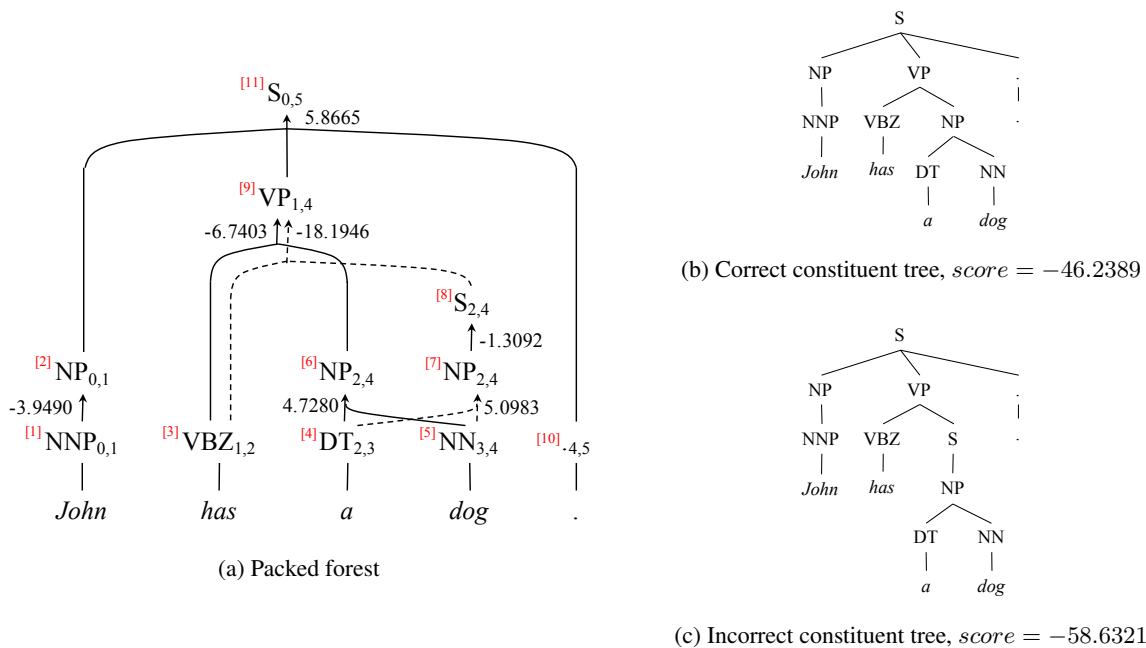 [11]S0,5
5.8665
[9]VP1,4
-6.7403 -18.1946
[8]S2,4
-1.3092
[2]NP0,1 [6]NP2,4 [7]NP2,4
-3.9490 4.7280 5.0983
[1]NNP0,1 [3]VBZ1,2 [4]DT2,3 [5]NN3,4 [10].4,5
John has a dog .
(a) Packed forest
S
NP VP .
NNP VBZ NP .
John has DT NN
a dog
(b) Correct constituent tree, score = −46.2389
S
NP VP .
NNP VBZ S .
John has NP
DT NN
a dog
(c) Incorrect constituent tree, score = −58.6321